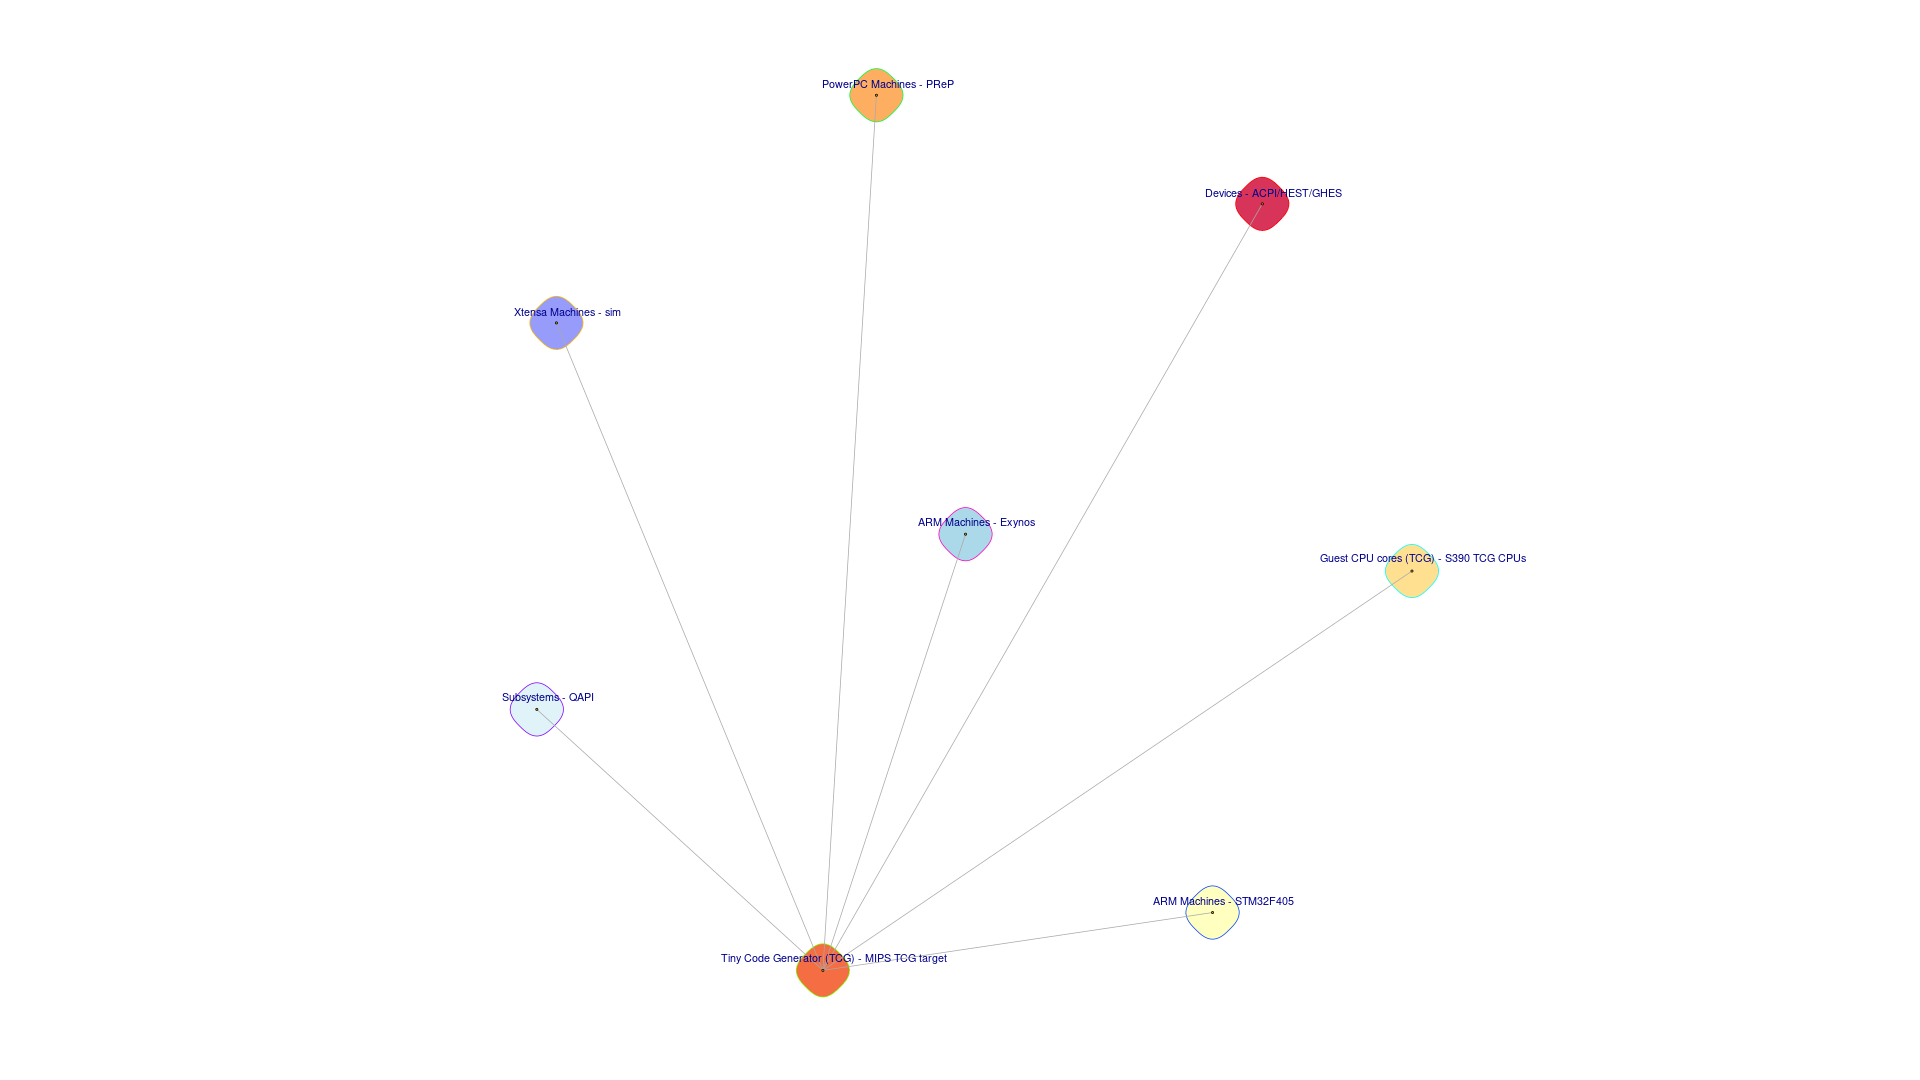 PowerPC Machines - PReP
Devices - ACPI/HEST/GHES
Xtensa Machines - sim
ARM Machines - Exynos
Guest CPU cores (TCG) - S390 TCG CPUs
Subsystems - QAPI
ARM Machines - STM32F405
Tiny Code Generator (TCG) - MIPS TCG target